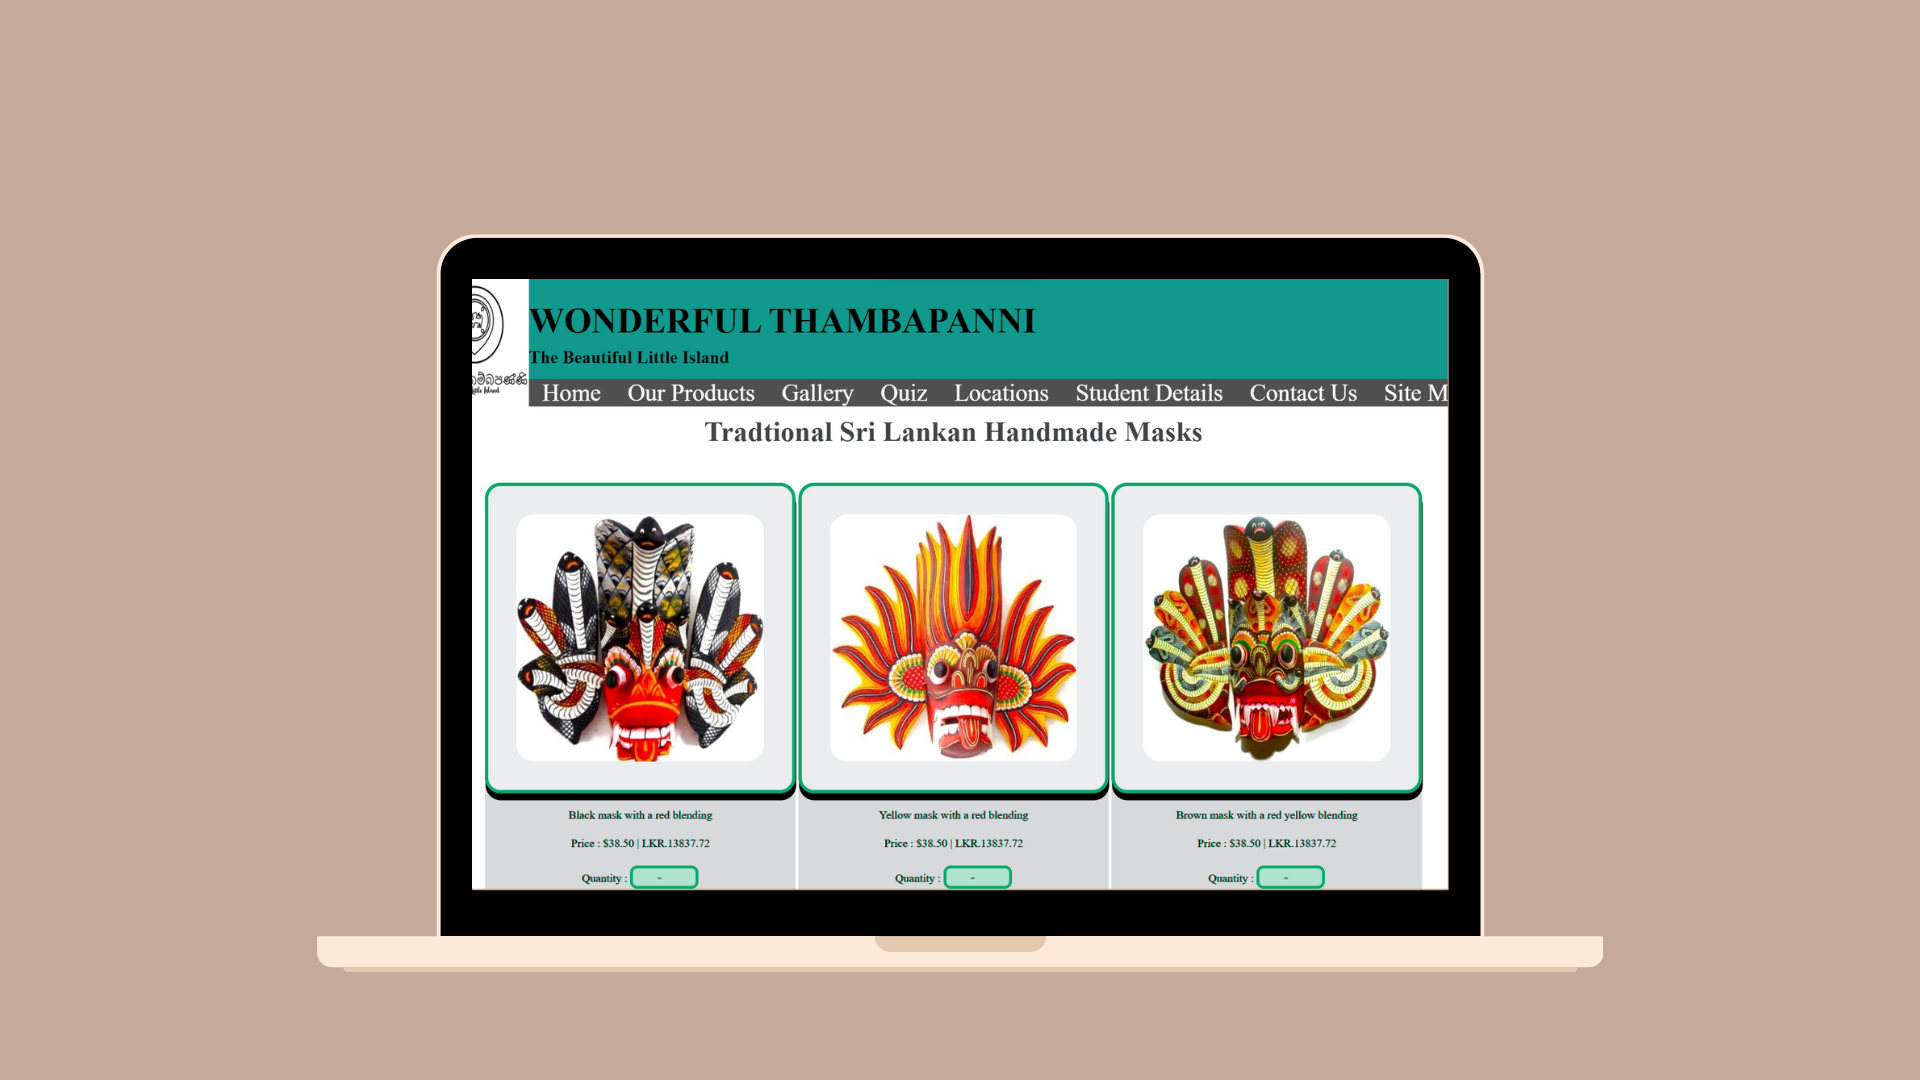 WONDERFUL THAMBAPANNI
The Beautiful Little Island
Home Our Products Gallery Quiz Locations Student Details Contact Us Site M
Tradtional Sri Lankan Handmade Masks
Black mask with a red blending
Price : $38.50 | LKR.13837.72
Quantity : -
Yellow mask with a red blending
Price : $38.50 | LKR.13837.72
Quantity : -
Brown mask with a red yellow blending
Price : $38.50 | LKR.13837.72
Quantity : -